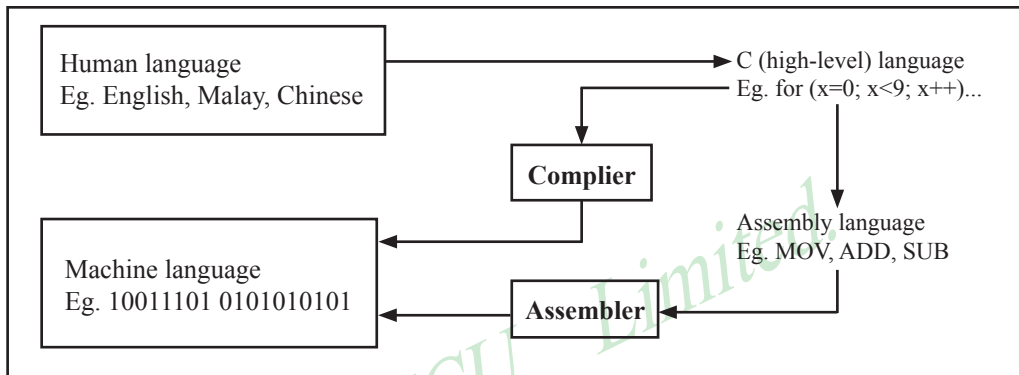 Human language
Eg. English, Malay, Chinese
C (high-level) language
Eg. for (x=0; x<9; x++)...
Complier
Assembly language
Eg. MOV, ADD, SUB
Machine language
Eg. 10011101 0101010101
Assembler
Limited.